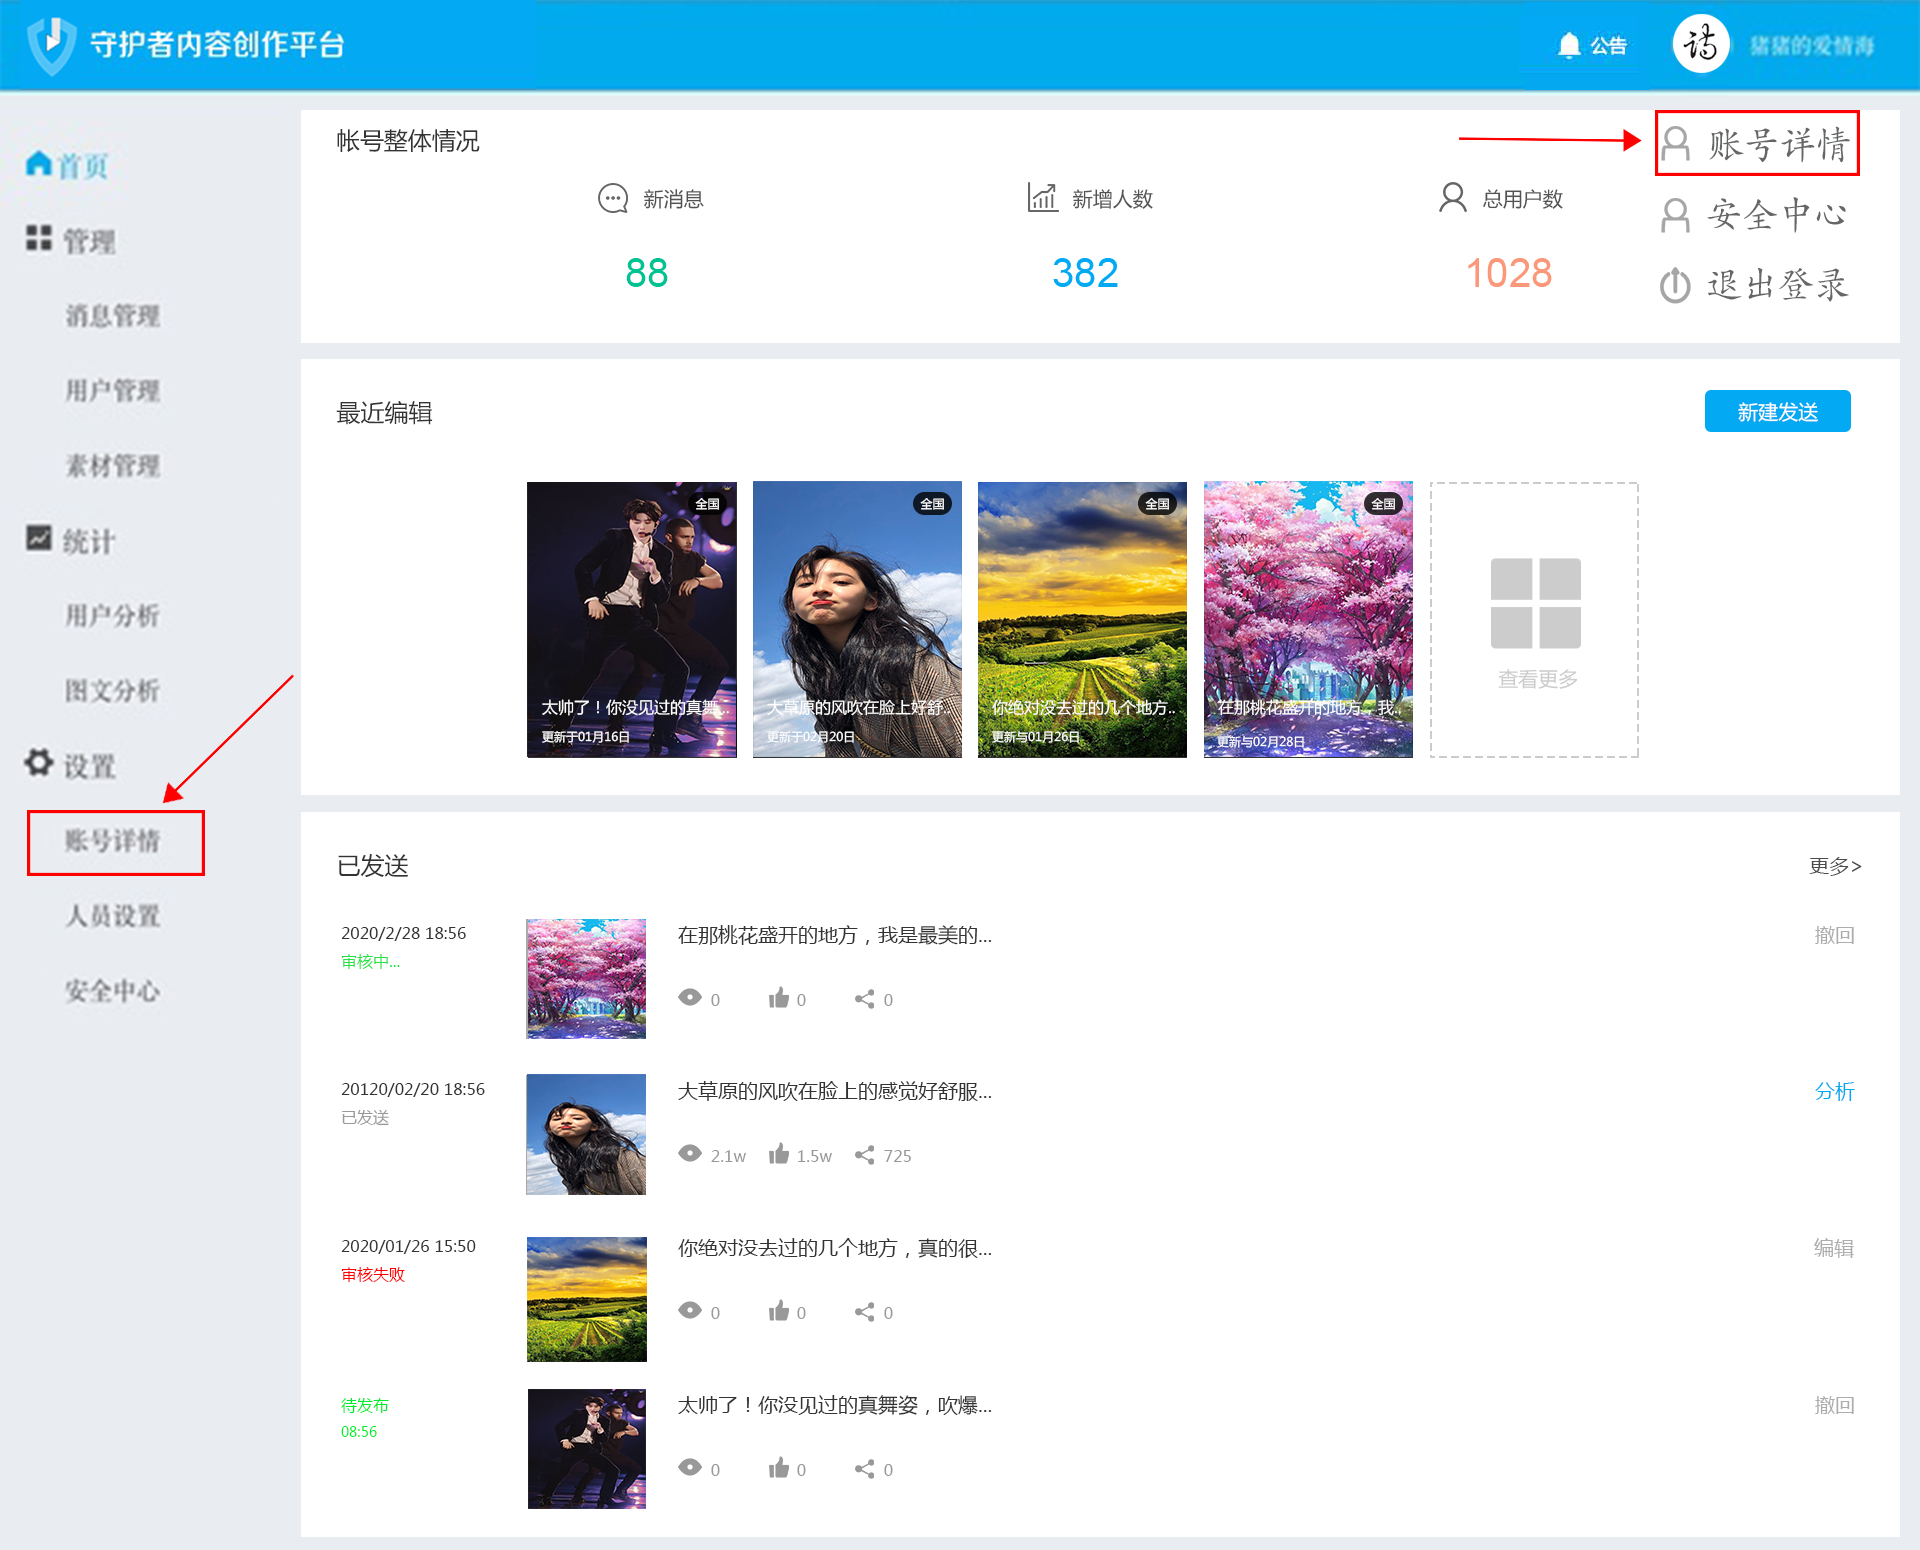 守护者内容创作平台
公告
诗
猪猪的爱情海
首页
管理
消息管理
用户管理
素材管理
统计
用户分析
图文分析
设置
账号详情
人员设置
安全中心
帐号整体情况
新消息
88
新增人数
382
总用户数
1028
账号详情
安全中心
退出登录
最近编辑
新建发送
全国
太帅了！你没见过的真舞..
更新于01月16日
全国
大草原的风吹在脸上好舒..
更新于02月20日
全国
你绝对没去过的几个地方..
更新与01月26日
全国
在那桃花盛开的地方，我..
更新与02月28日
查看更多
已发送
更多>
2020/2/28 18:56
审核中...
在那桃花盛开的地方，我是最美的...
0 0 0
撤回
20120/02/20 18:56
已发送
大草原的风吹在脸上的感觉好舒服...
2.1w 1.5w 725
分析
2020/01/26 15:50
审核失败
你绝对没去过的几个地方，真的很...
0 0 0
编辑
待发布
08:56
太帅了！你没见过的真舞姿，吹爆...
0 0 0
撤回